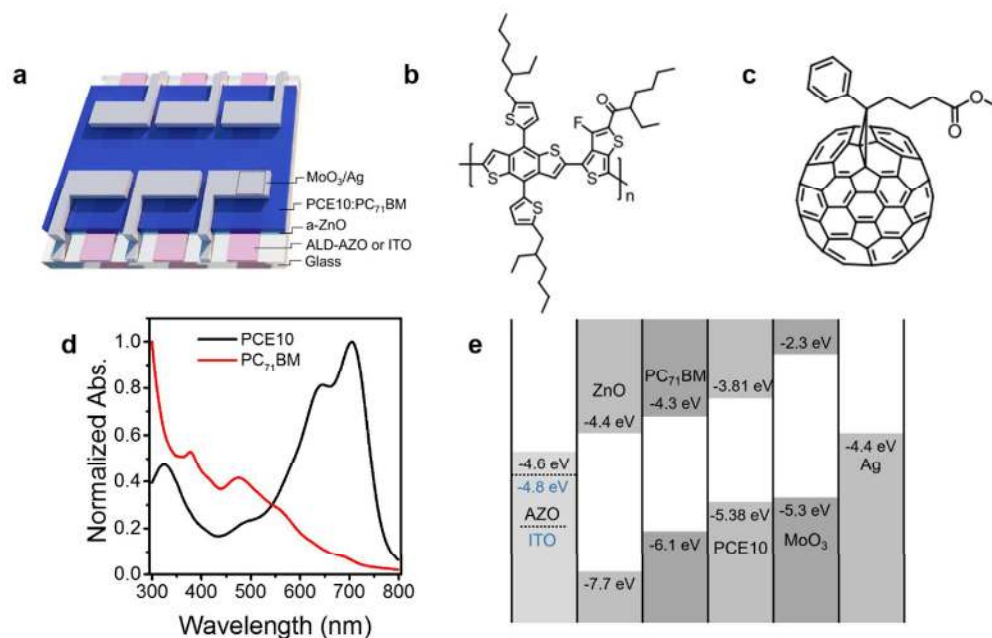 a
MoO₃/Ag
PCE10:PC₇₁BM
a-ZnO
ALD-AZO or ITO
Glass
b
S
S
O
F
S
S
S
S
n
c
O
O
d
PCE10
PC₇₁BM
Normalized Abs.
1.0
0.8
0.6
0.4
0.2
0.0
300
400
500
600
700
800
Wavelength (nm)
e
-4.6 eV
-4.8 eV
AZO
ITO
ZnO
-4.4 eV
-7.7 eV
PC₇₁BM
-4.3 eV
-6.1 eV
-3.81 eV
-5.38 eV
PCE10
-2.3 eV
-5.3 eV
MoO₃
-4.4 eV
Ag